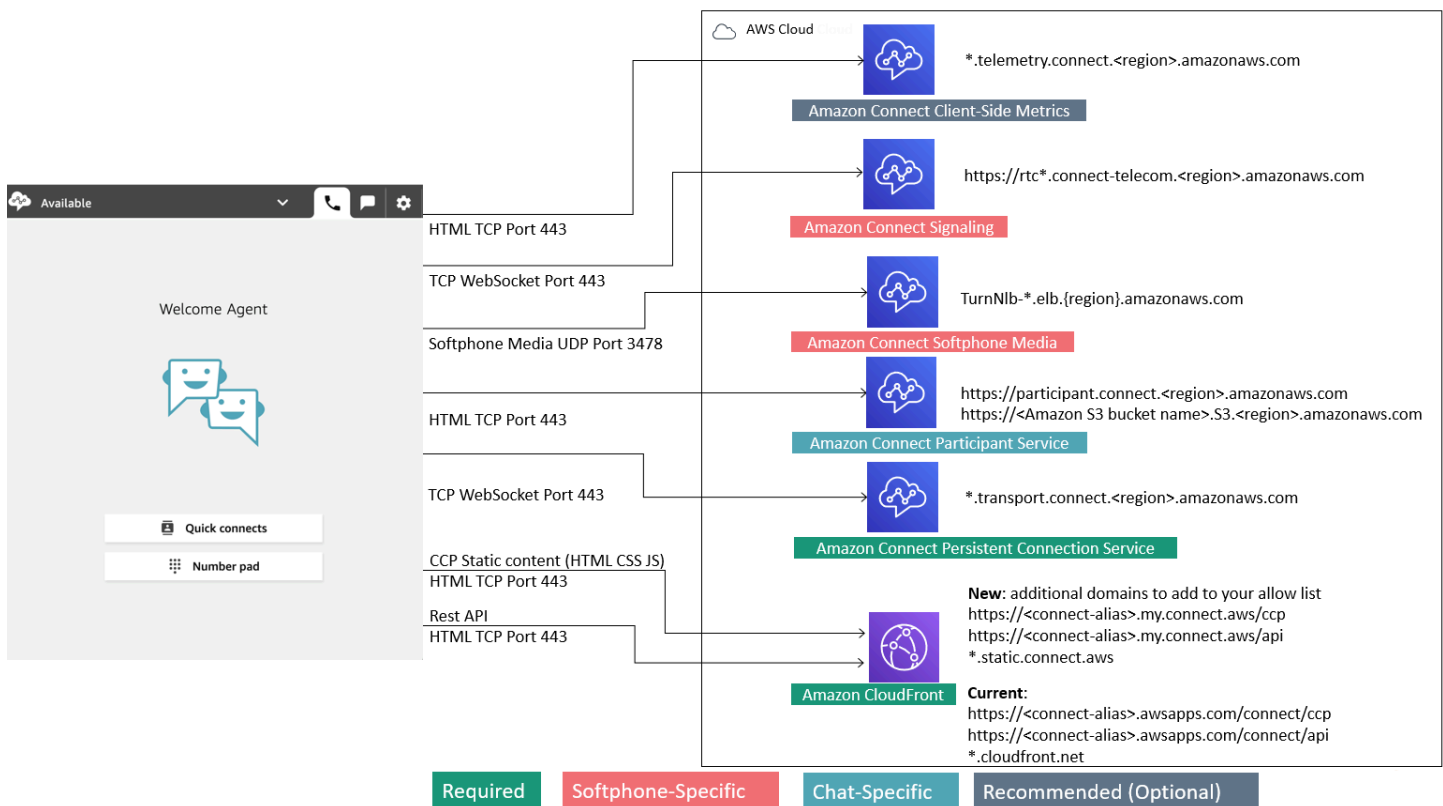 AWS Cloud
*.telemetry.connect.<region>.amazonaws.com
Amazon Connect Client-Side Metrics
https://rtc*.connect-telecom.<region>.amazonaws.com
Amazon Connect Signaling
Available
HTML TCP Port 443
TCP WebSocket Port 443
Welcome Agent
TurnNlb-*.elb.{region}.amazonaws.com
Softphone Media UDP Port 3478
Amazon Connect Softphone Media
https://participant.connect.<region>.amazonaws.com
https://<Amazon S3 bucket name>.S3.<region>.amazonaws.com
HTML TCP Port 443
Amazon Connect Participant Service
TCP WebSocket Port 443
*.transport.connect.<region>.amazonaws.com
Quick connects
Amazon Connect Persistent Connection Service
Number pad
CCP Static content (HTML CSS JS)
HTML TCP Port 443
Rest API
HTML TCP Port 443
New: additional domains to add to your allow list
https://<connect-alias>.my.connect.aws/ccp
https://<connect-alias>.my.connect.aws/api
*.static.connect.aws
Amazon CloudFront
Current:
https://<connect-alias>.awsapps.com/connect/ccp
https://<connect-alias>.awsapps.com/connect/api
*.cloudfront.net
Required
Softphone-Specific
Chat-Specific
Recommended (Optional)